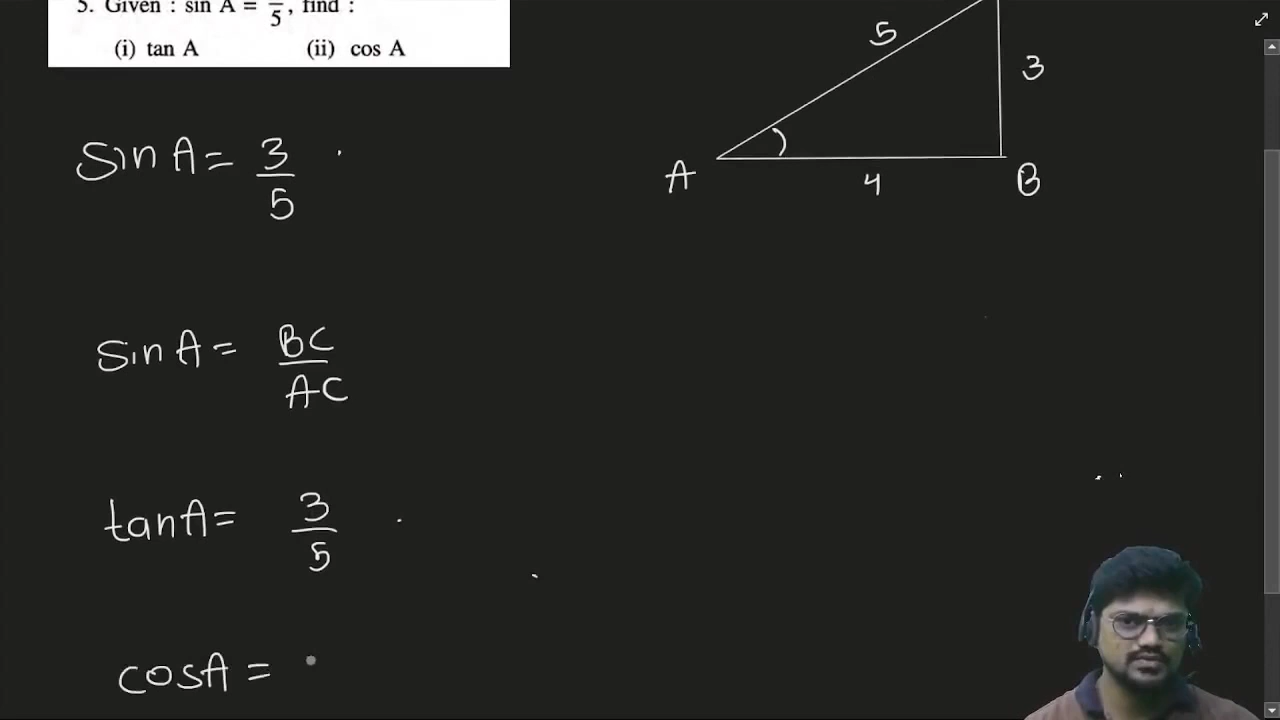 5. Given : sin A = 5, find :
(i) tan A (ii) cos A
5
3
A 4 B
sin A = 3/5
sin A = BC/AC
tan A = 3/5
cos A =